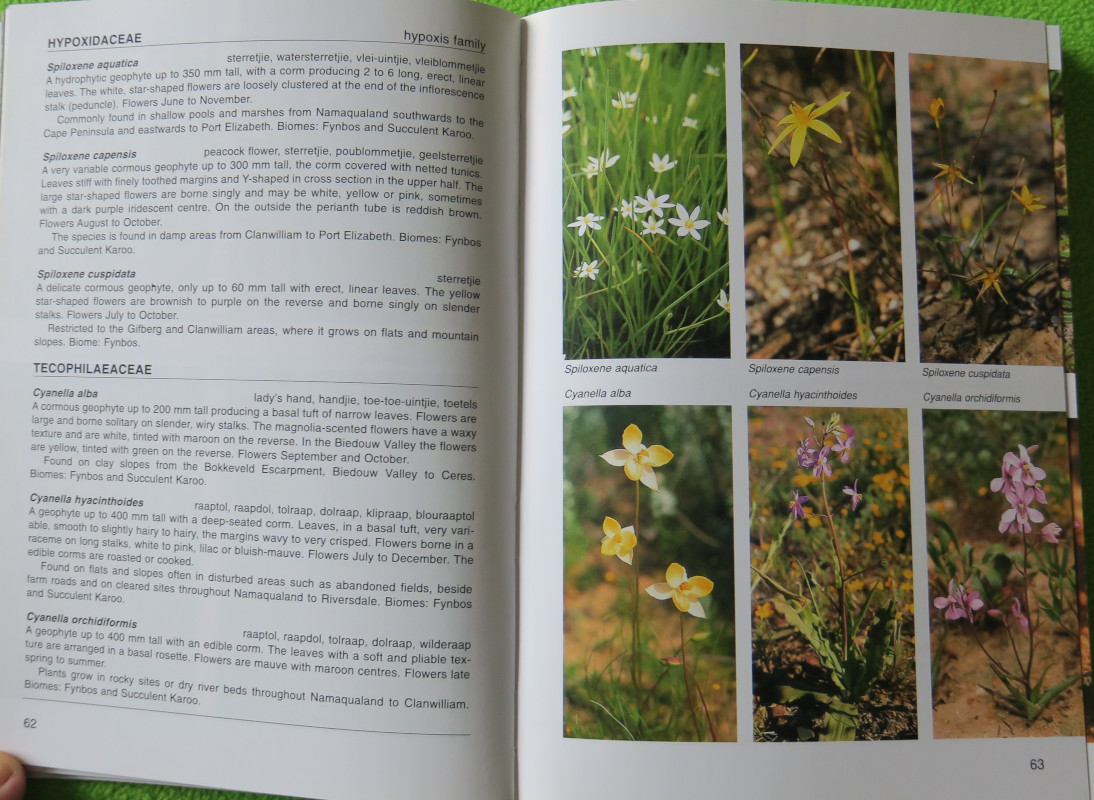 HYPOXIDACEAE hypoxis family
Spiloxene aquatica sterretjie, watersterretjie, vlei-uintjie, vleiblommetjie
A hydrophytic geophyte up to 350 mm tall, with a corm producing 2 to 6 long, erect, linear
leaves. The white, star-shaped flowers are loosely clustered at the end of the inflorescence
stalk (peduncle). Flowers June to November.
Commonly found in shallow pools and marshes from Namaqualand southwards to the
Cape Peninsula and eastwards to Port Elizabeth. Biomes: Fynbos and Succulent Karoo.
Spiloxene capensis peacock flower, sterretjie, poublommetjie, geelsterretjie
A very variable cormous geophyte up to 300 mm tall, the corm covered with netted tunics.
Leaves stiff with finely toothed margins and Y-shaped in cross section in the upper half. The
large star-shaped flowers are borne singly and may be white, yellow or pink, sometimes
with a dark purple iridescent centre. On the outside the perianth tube is reddish brown.
Flowers August to October.
The species is found in damp areas from Clanwilliam to Port Elizabeth. Biomes: Fynbos
and Succulent Karoo.
Spiloxene cuspidata sterretjie
A delicate cormous geophyte, only up to 60 mm tall with erect, linear leaves. The yellow
star-shaped flowers are brownish to purple on the reverse and borne singly on slender
stalks. Flowers July to October.
Restricted to the Gifberg and Clanwilliam areas, where it grows on flats and mountain
slopes. Biome: Fynbos.
TECOPHILAEACEAE
Cyanella alba lady's hand, handjie, toe-toe-uintjie, toetels
A cormous geophyte up to 200 mm tall producing a basal tuft of narrow leaves. Flowers are
large and borne solitary on slender, wiry stalks. The magnolia-scented flowers have a waxy
texture and are white, tinted with maroon on the reverse. In the Biedouw Valley the flowers
are yellow, tinted with green on the reverse. Flowers September and October.
Found on clay slopes from the Bokkeveld Escarpment, Biedouw Valley to Ceres.
Biomes: Fynbos and Succulent Karoo.
Cyanella hyacinthoides raaptol, raapdol, tolraap, dolraap, klipraap, blouraaptol
A geophyte up to 400 mm tall with a deep-seated corm. Leaves, in a basal tuft, very vari-
able, smooth to slightly hairy to hairy, the margins wavy to very crisped. Flowers borne in a
raceme on long stalks, white to pink, lilac or bluish-mauve. Flowers July to December. The
edible corms are roasted or cooked.
Found on flats and slopes often in disturbed areas such as abandoned fields, beside
farm roads and on cleared sites throughout Namaqualand to Riversdale. Biomes: Fynbos
and Succulent Karoo.
Cyanella orchidiformis raaptol, raapdol, tolraap, dolraap, wilderaap
A geophyte up to 400 mm tall with an edible corm. The leaves with a soft and pliable tex-
ture are arranged in a basal rosette. Flowers are mauve with maroon centres. Flowers late
spring to summer.
Plants grow in rocky sites or dry river beds throughout Namaqualand to Clanwilliam.
Biomes: Fynbos and Succulent Karoo.
62
Spiloxene aquatica Spiloxene capensis Spiloxene cuspidata
Cyanella alba Cyanella hyacinthoides Cyanella orchidiformis
63